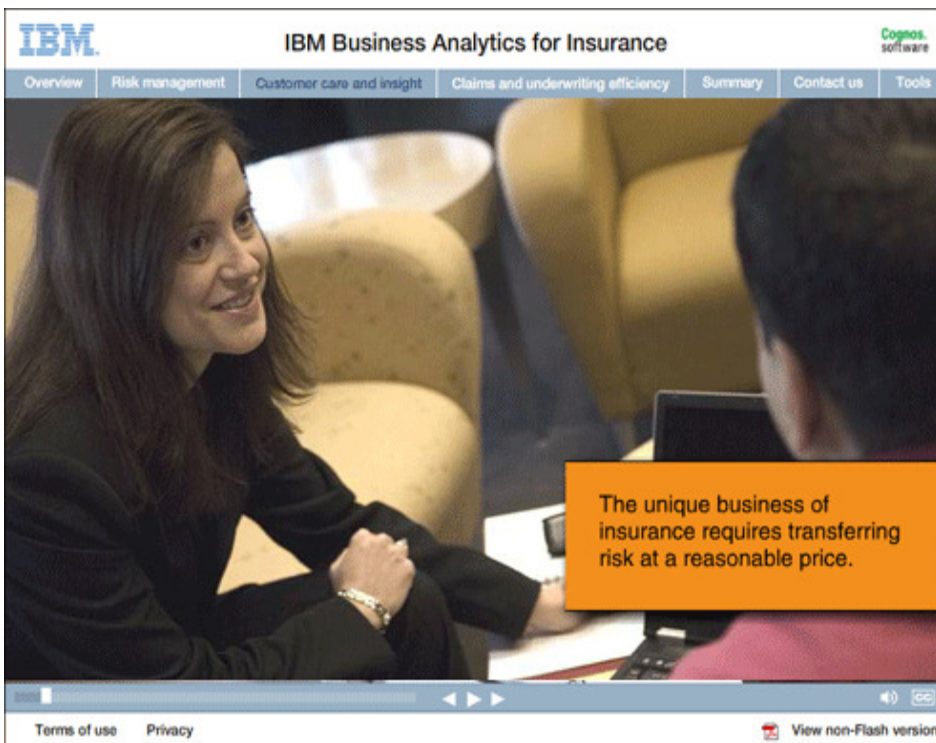 IBM.
IBM Business Analytics for Insurance
Cognos.
software
Overview Risk management Customer care and insight Claims and underwriting efficiency Summary Contact us Tools
The unique business of
insurance requires transferring
risk at a reasonable price.
CC
Terms of use Privacy View non-Flash version